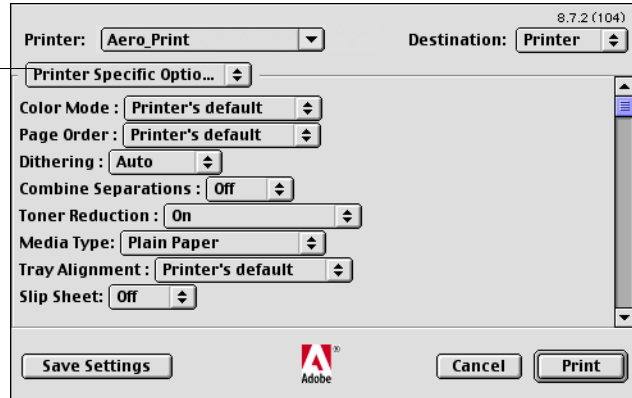 8.7.2 (104)
Printer: Aero_Print Destination: Printer
Printer Specific Optio...
Color Mode : Printer's default
Page Order : Printer's default
Dithering : Auto
Combine Separations : Off
Toner Reduction : On
Media Type: Plain Paper
Tray Alignment : Printer's default
Slip Sheet: Off
Save Settings Adobe® Cancel Print